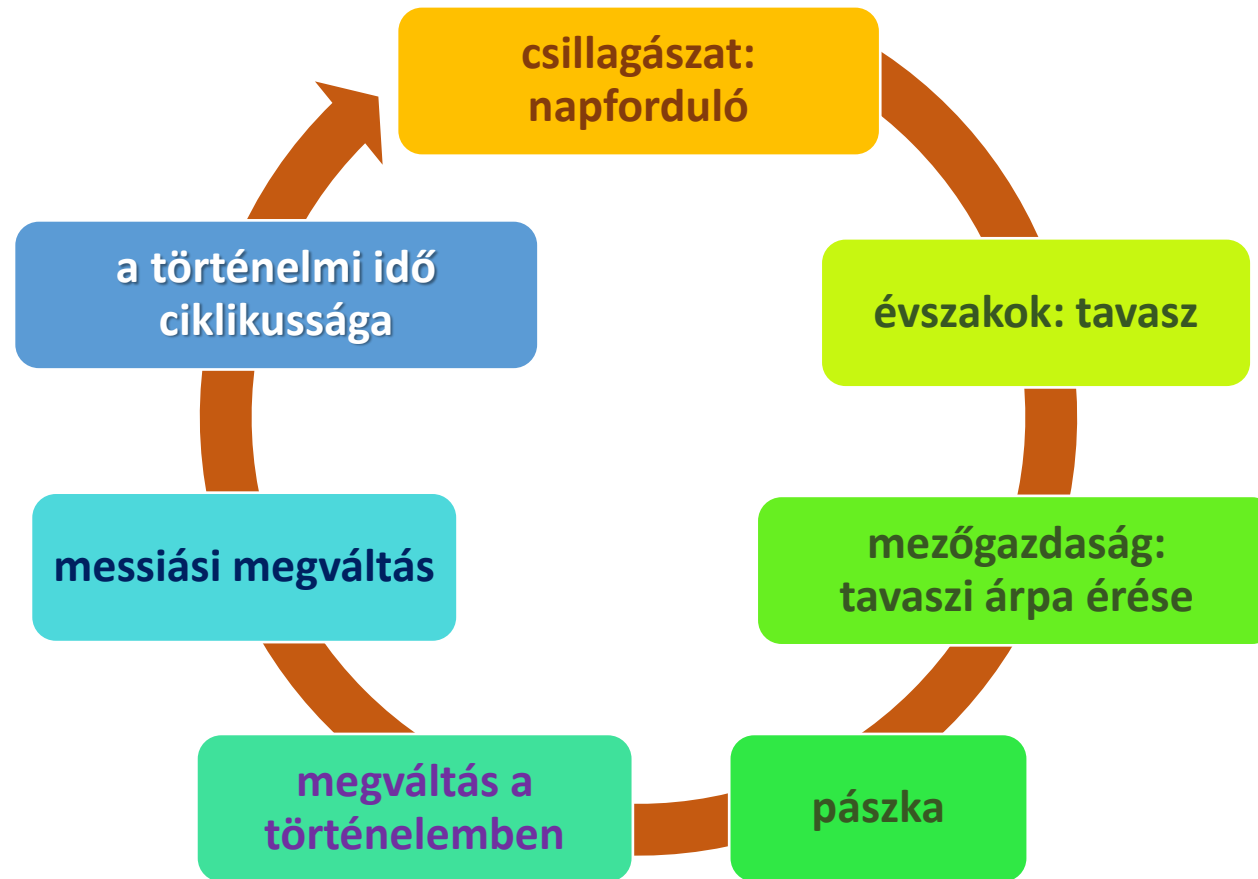 csillagászat:
napforduló
évszakok: tavasz
mezőgazdaság:
tavaszi árpa érése
pászka
megváltás a
történelemben
messiási megváltás
a történelmi idő
ciklikussága